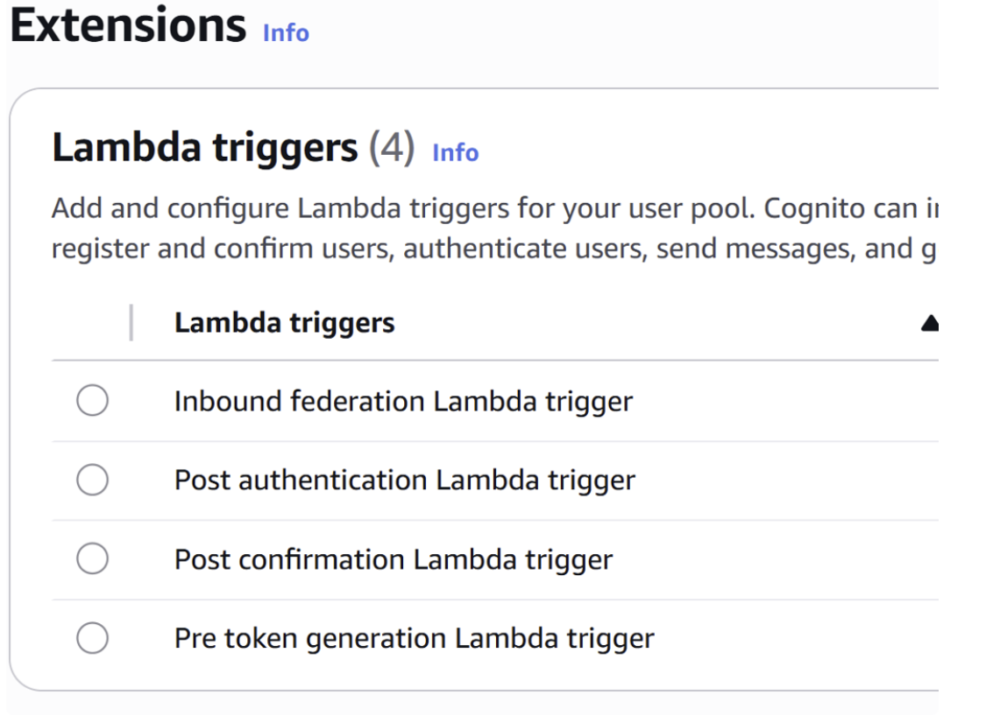 Extensions Info
Lambda triggers (4) Info
Add and configure Lambda triggers for your user pool. Cognito can
register and confirm users, authenticate users, send messages, and
Lambda triggers
Inbound federation Lambda trigger
Post authentication Lambda trigger
Post confirmation Lambda trigger
Pre token generation Lambda trigger